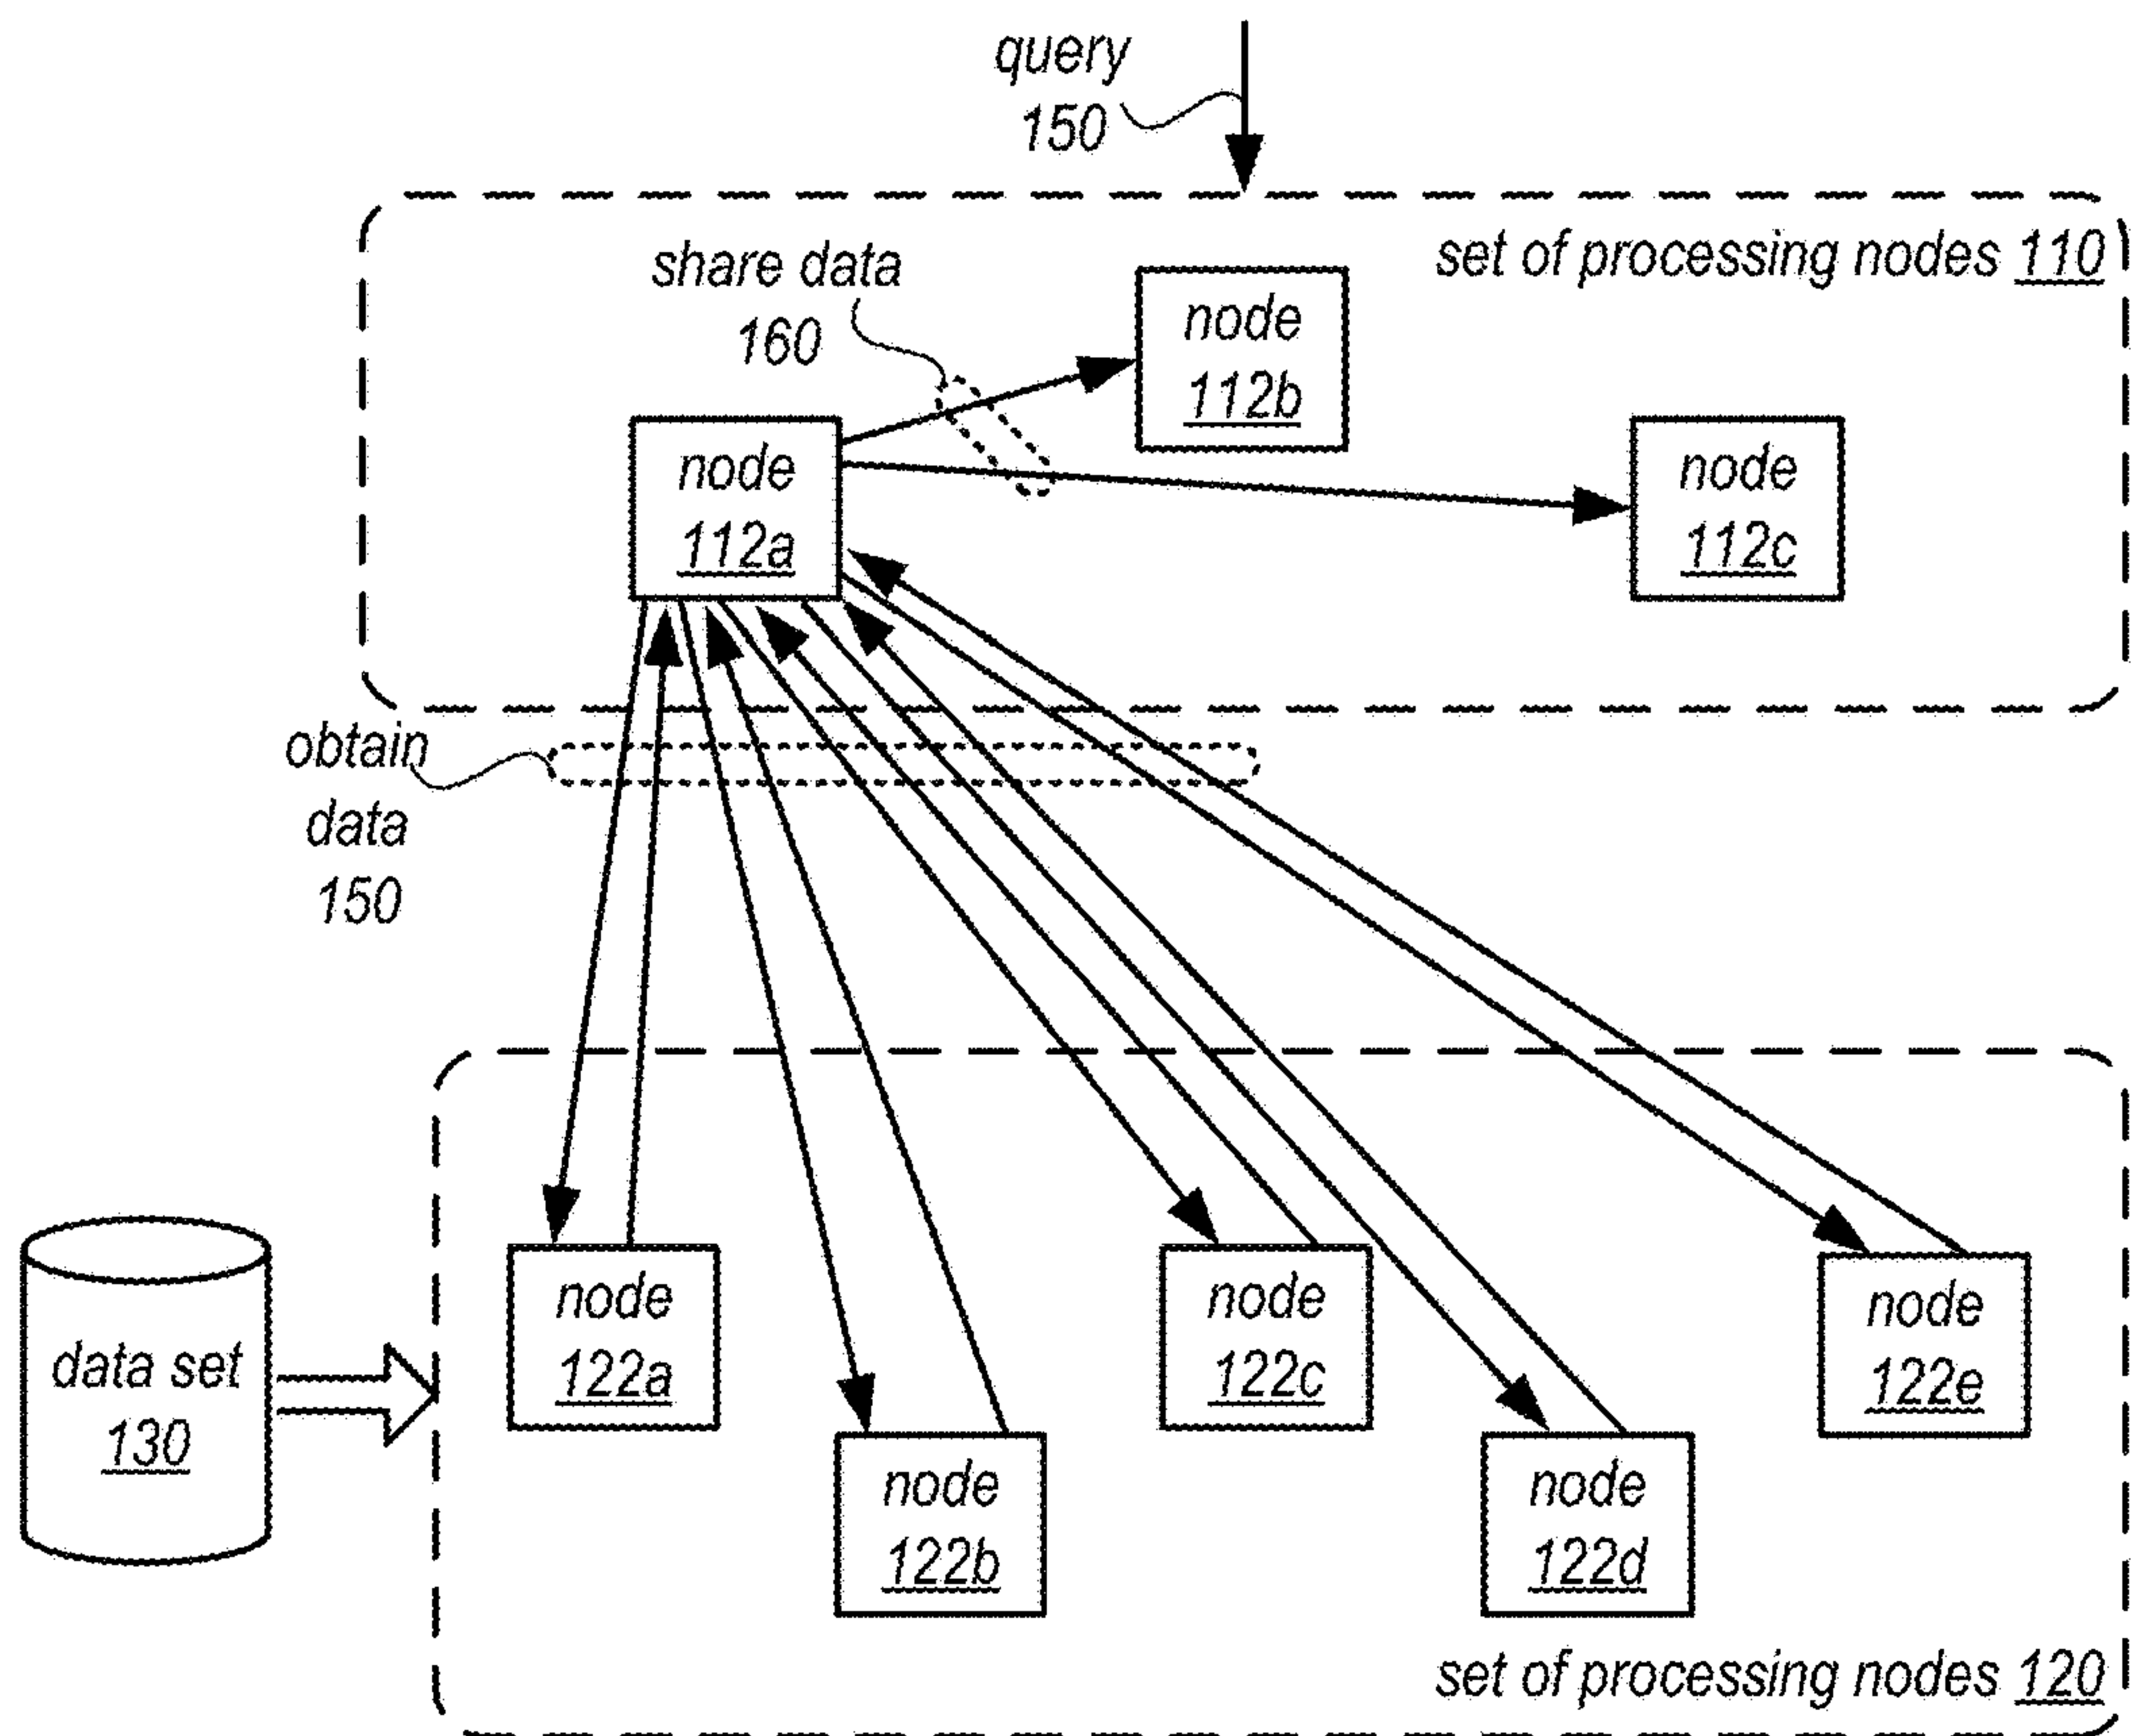 query
150
set of processing nodes 110
share data
160
node
112b
node
112a
node
112c
obtain
data
150
data set
130
node
122a
node
122b
node
122c
node
122d
node
122e
set of processing nodes 120